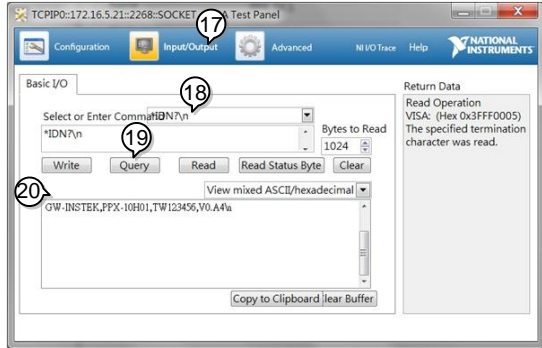 TCPIP0::172.16.5.21::2268::SOCKET
A Test Panel
17
Configuration
Input/Output
Advanced
NI I/O Trace
Help
NATIONAL
INSTRUMENTS
Basic I/O
18
Select or Enter Command
*IDN?\n
*IDN?\n
19
Bytes to Read
1024
Write
Query
Read
Read Status Byte
Clear
20
View mixed ASCII/hexadecimal
GW-INSTEK,PPX-10H01,TW123456,V0.A4\n
Copy to Clipboard
lear Buffer
Return Data
Read Operation
VISA: (Hex 0x3FFF0005)
The specified termination
character was read.